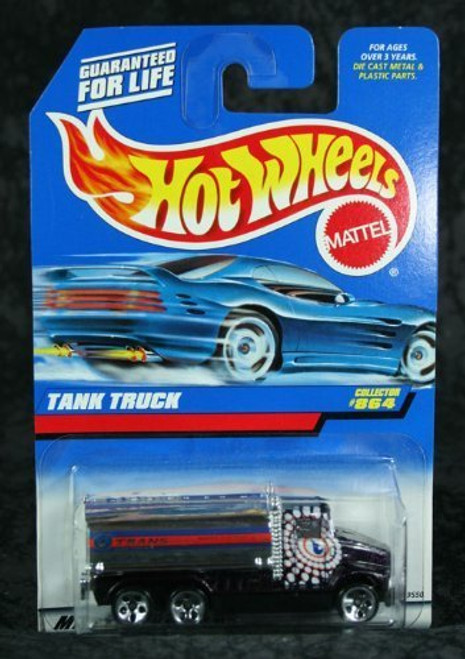 GUARANTEED
FOR LIFE
FOR AGES
OVER 3 YEARS.
DIE CAST METAL &
PLASTIC PARTS.
HOT WHEELS
MATTEL
®
TANK TRUCK
COLLECTOR
#864
TRANS